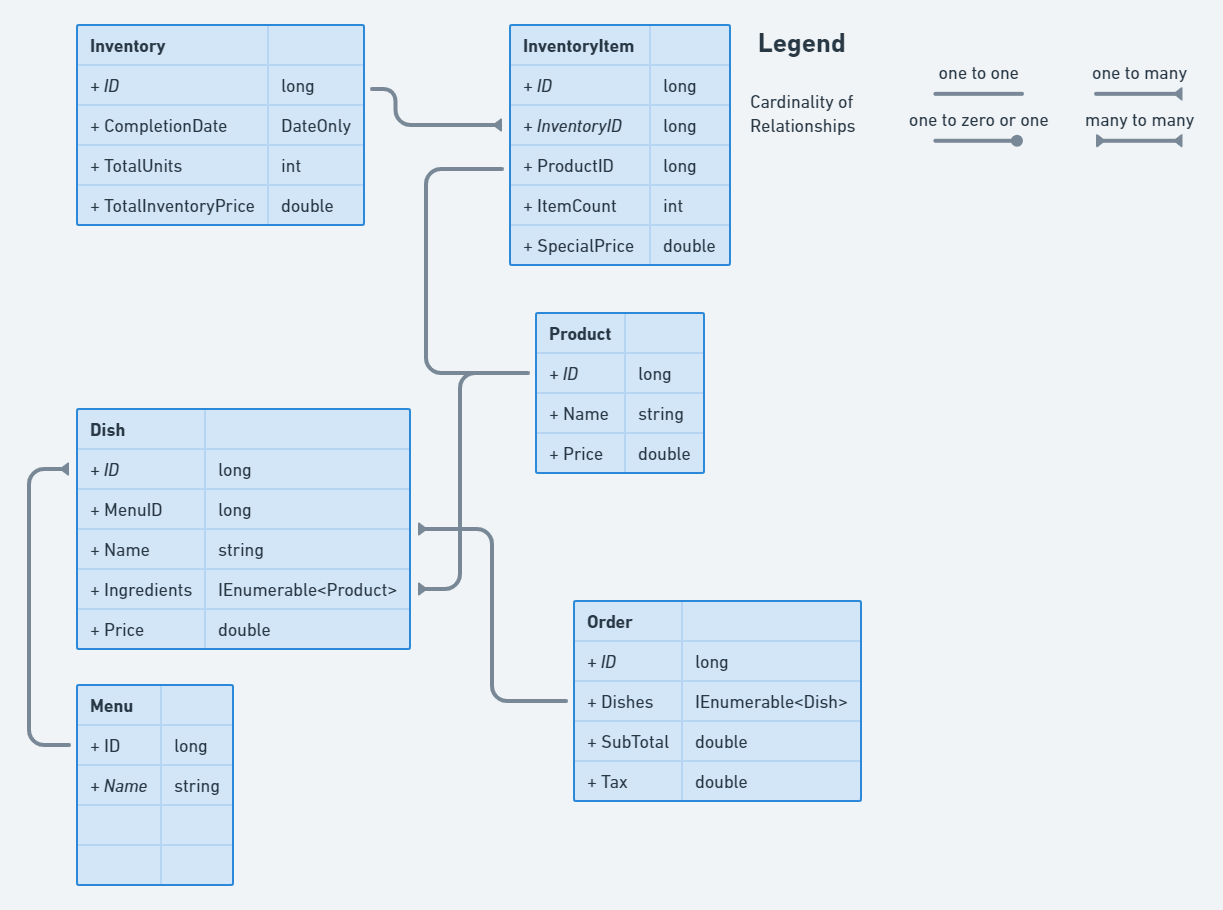 Inventory
+ ID long
+ CompletionDate DateOnly
+ TotalUnits int
+ TotalInventoryPrice double
InventoryItem
+ ID long
+ InventoryID long
+ ProductID long
+ ItemCount int
+ SpecialPrice double
Legend
Cardinality of
Relationships
one to one
one to many
one to zero or one
many to many
Product
+ ID long
+ Name string
+ Price double
Dish
+ ID long
+ MenuID long
+ Name string
+ Ingredients IEnumerable<Product>
+ Price double
Order
+ ID long
+ Dishes IEnumerable<Dish>
+ SubTotal double
+ Tax double
Menu
+ ID long
+ Name string